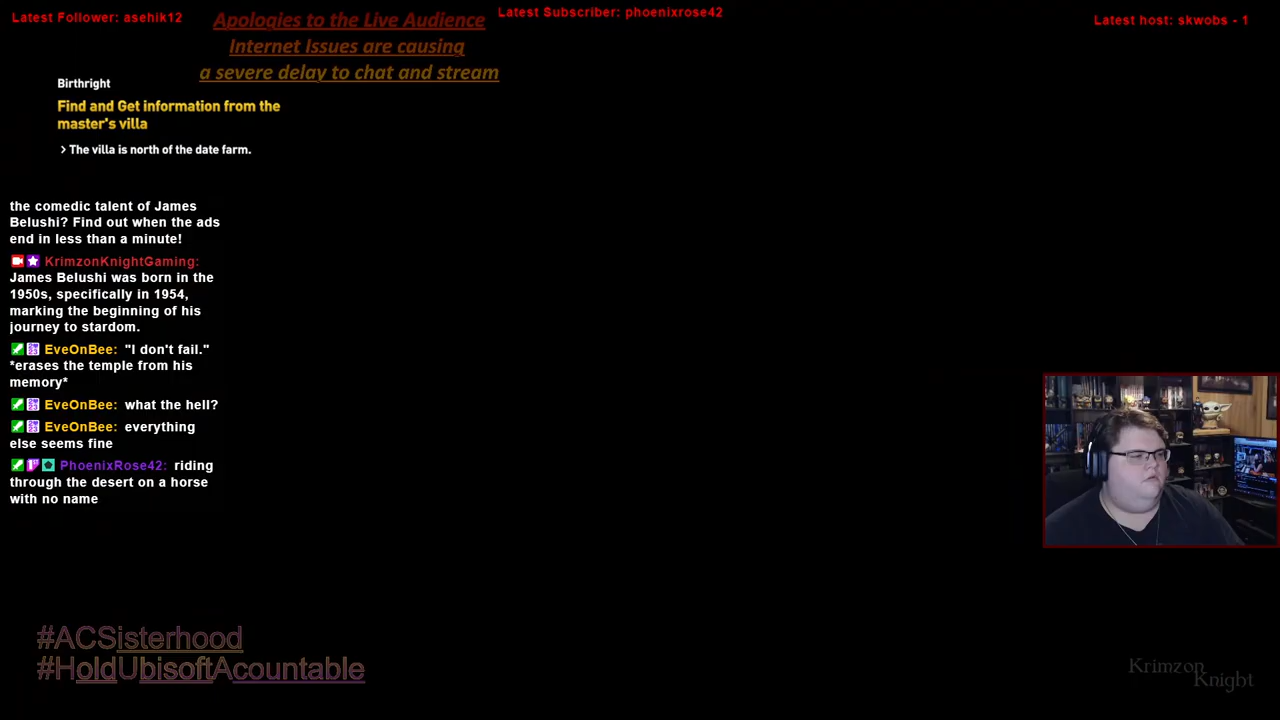 Latest Follower: asehik12
Apologies to the Live Audience
Internet Issues are causing
a severe delay to chat and stream
Latest Subscriber: phoenixrose42
Latest host: skwobs - 1
Birthright
Find and Get information from the
master's villa
> The villa is north of the date farm.
the comedic talent of James
Belushi? Find out when the ads
end in less than a minute!
KrimzonKnightGaming:
James Belushi was born in the
1950s, specifically in 1954,
marking the beginning of his
journey to stardom.
EveOnBee: "I don't fail."
*erases the temple from his
memory*
EveOnBee: what the hell?
EveOnBee: everything
else seems fine
PhoenixRose42: riding
through the desert on a horse
with no name
#ACSisterhood
#HoldUbisoftAcountable
Krimzon
Knight